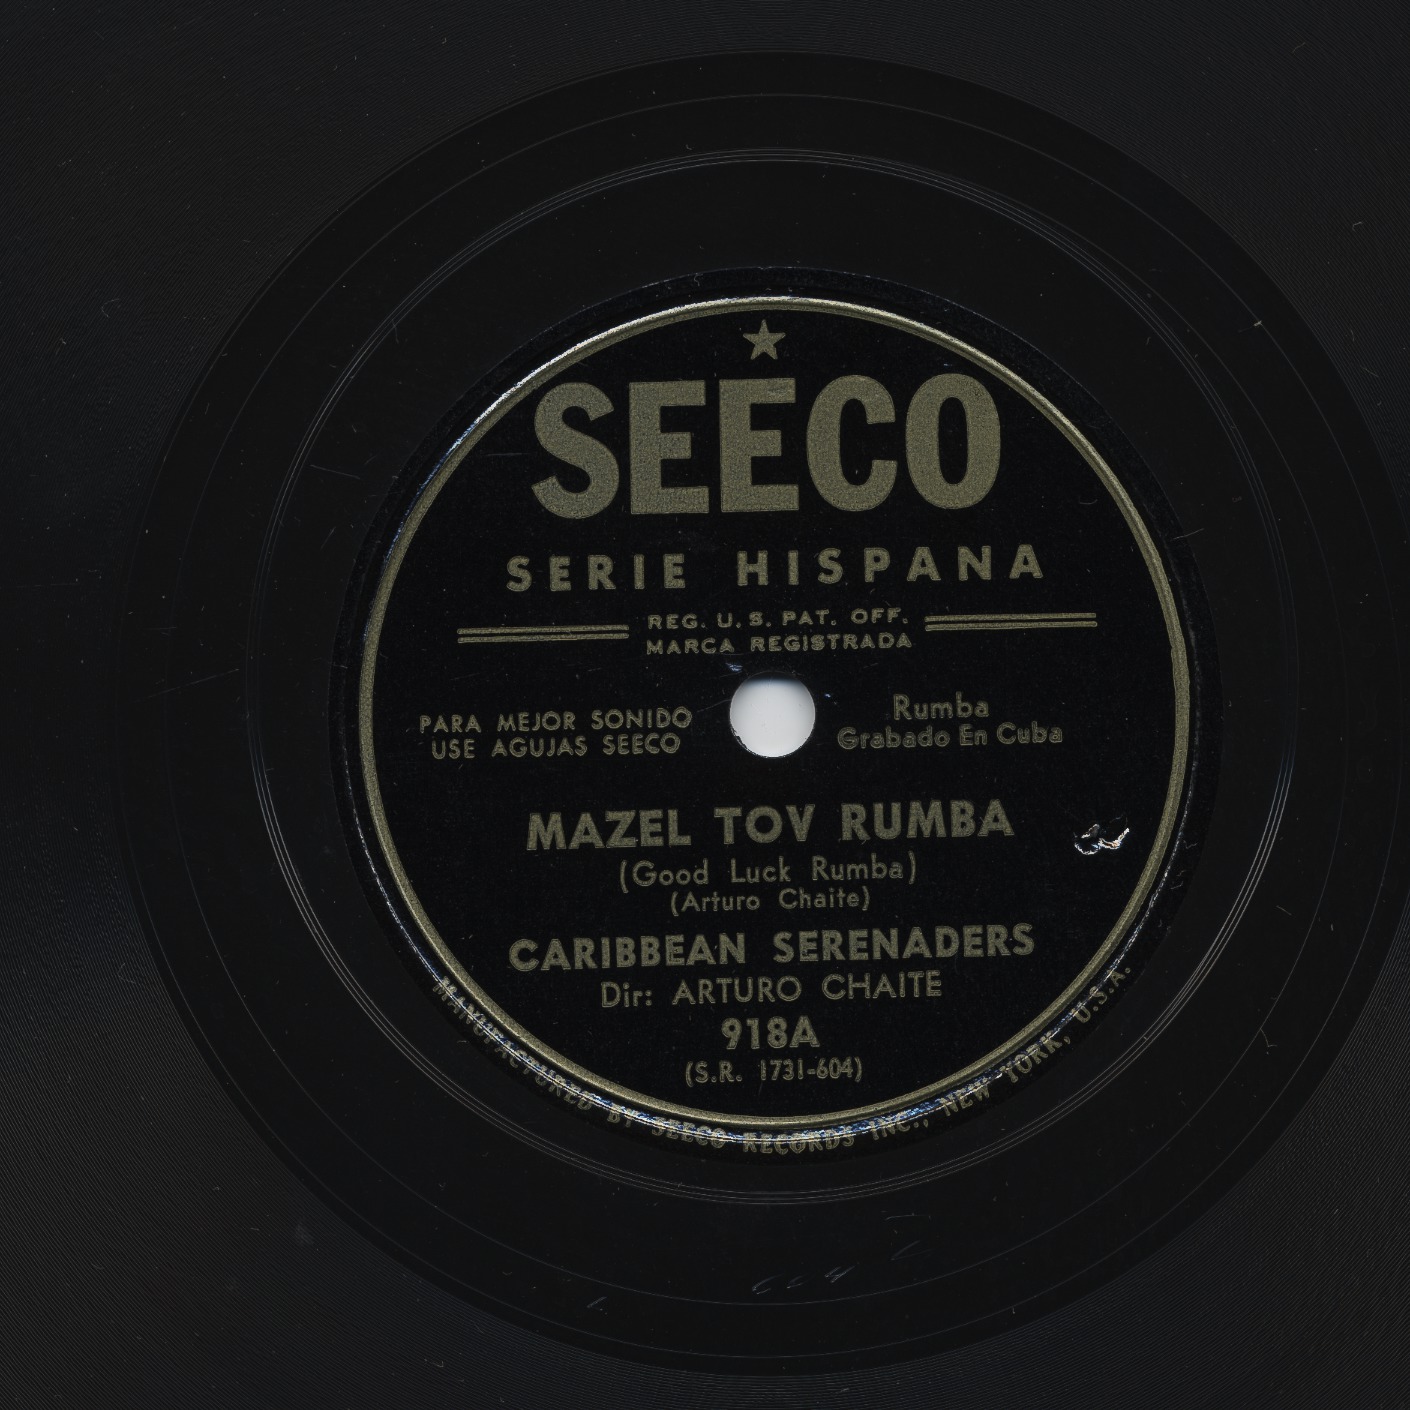 SEECO
SERIE HISPANA
REG. U. S. PAT. OFF.
MARCA REGISTRADA
PARA MEJOR SONIDO
USE AGUJAS SEECO
Rumba
Grabado En Cuba
MAZEL TOV RUMBA
(Good Luck Rumba)
(Arturo Chaite)
CARIBBEAN SERENADERS
Dir: ARTURO CHAITE
918A
(S.R. 1731-604)
MANUFACTURED BY SEECO RECORDS INC., NEW YORK, U.S.A.